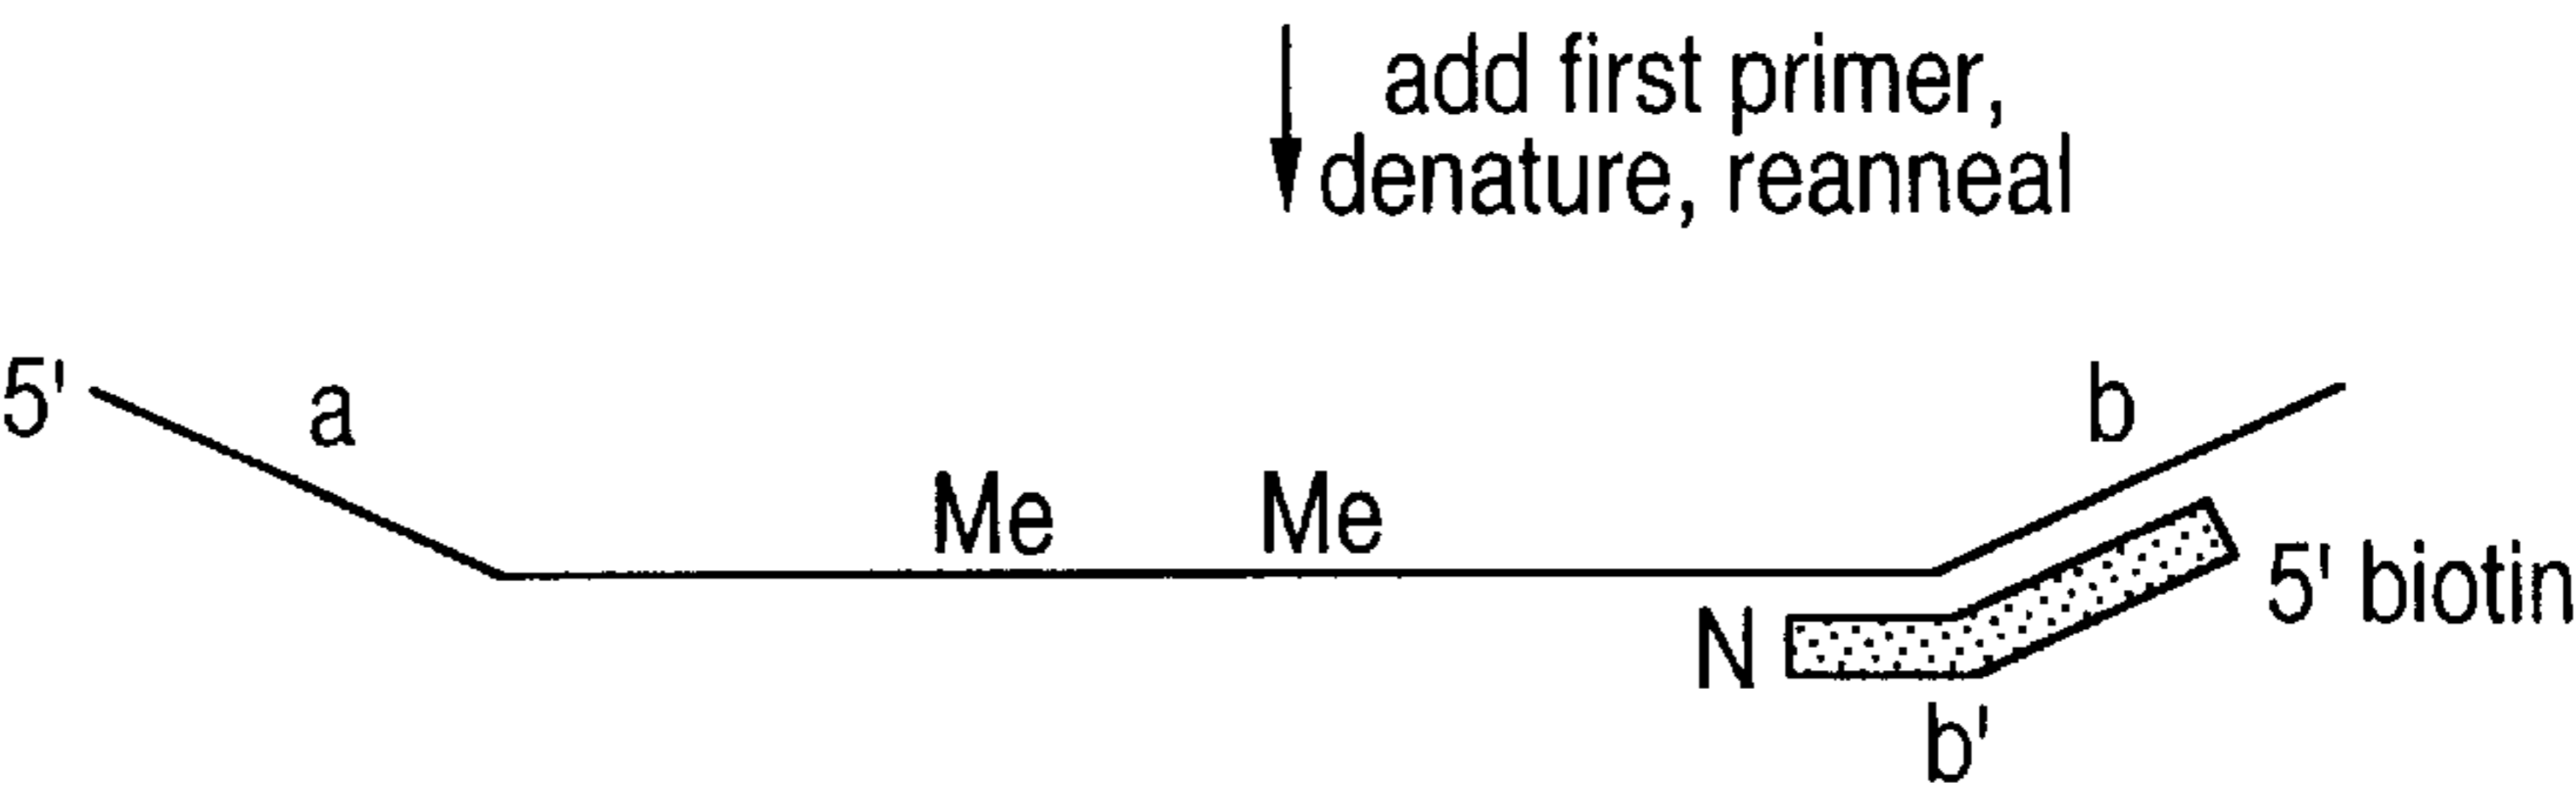 add first primer,
denature, reanneal
5' a b
Me Me
5' biotin
N
b'